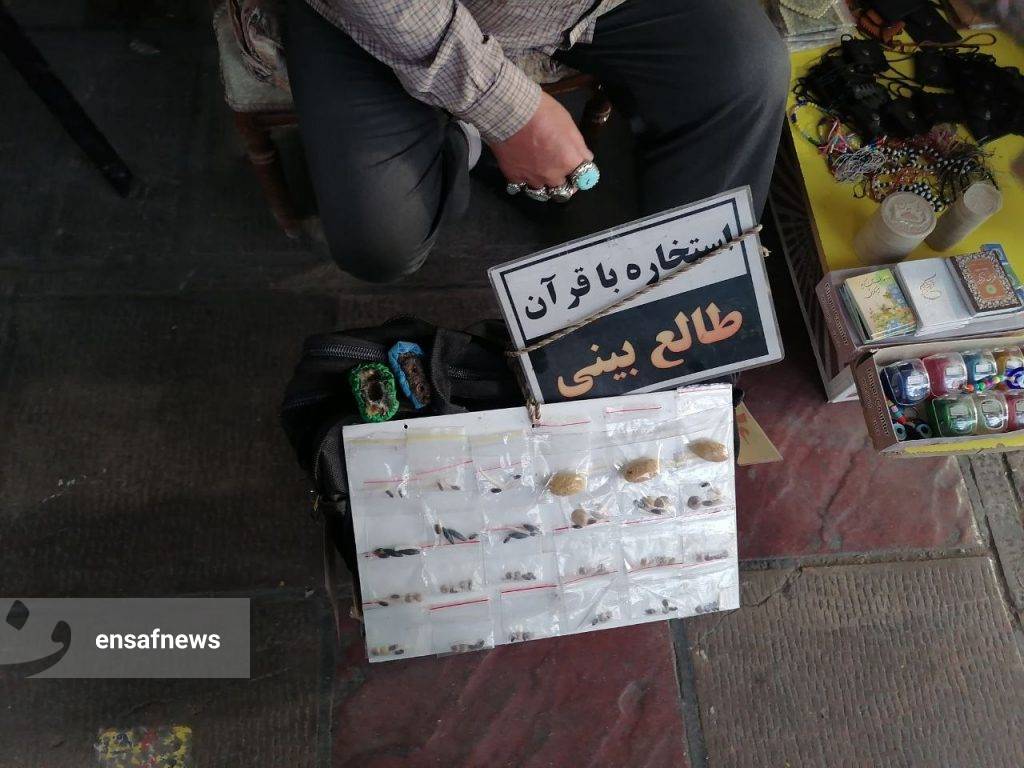 استخاره با قرآن
طالع بینی
ensafnews